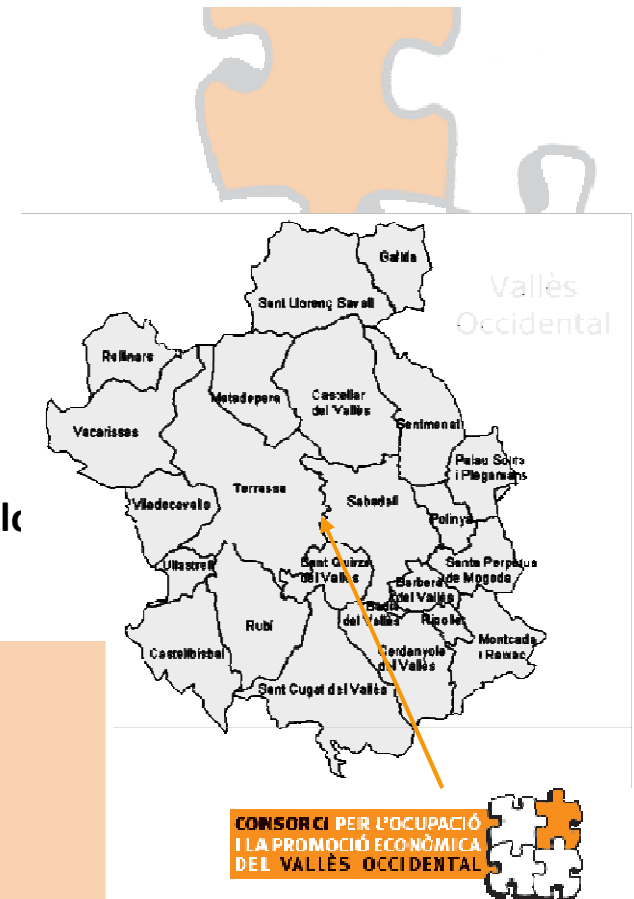 Vallès
Occidental
Gallifa
Sant Llorenç Savall
Rellinars
Matadepera
Castellar
del Vallès
Sentmenat
Vacarisses
Palau Solità
i Plegamans
Terrassa
Sabadell
Viladecavalls
Polinyà
Ullastrell
Sant Quirze
del Vallès
Santa Perpètua
de Mogoda
Barberà
del Vallès
Badia
del Vallès
Ripollet
Rubí
Montcada
i Reixac
Castellbisbal
Cerdanyola
del Vallès
Sant Cugat del Vallès
CONSORCI PER L'OCUPACIÓ
I LA PROMOCIÓ ECONÒMICA
DEL VALLÈS OCCIDENTAL